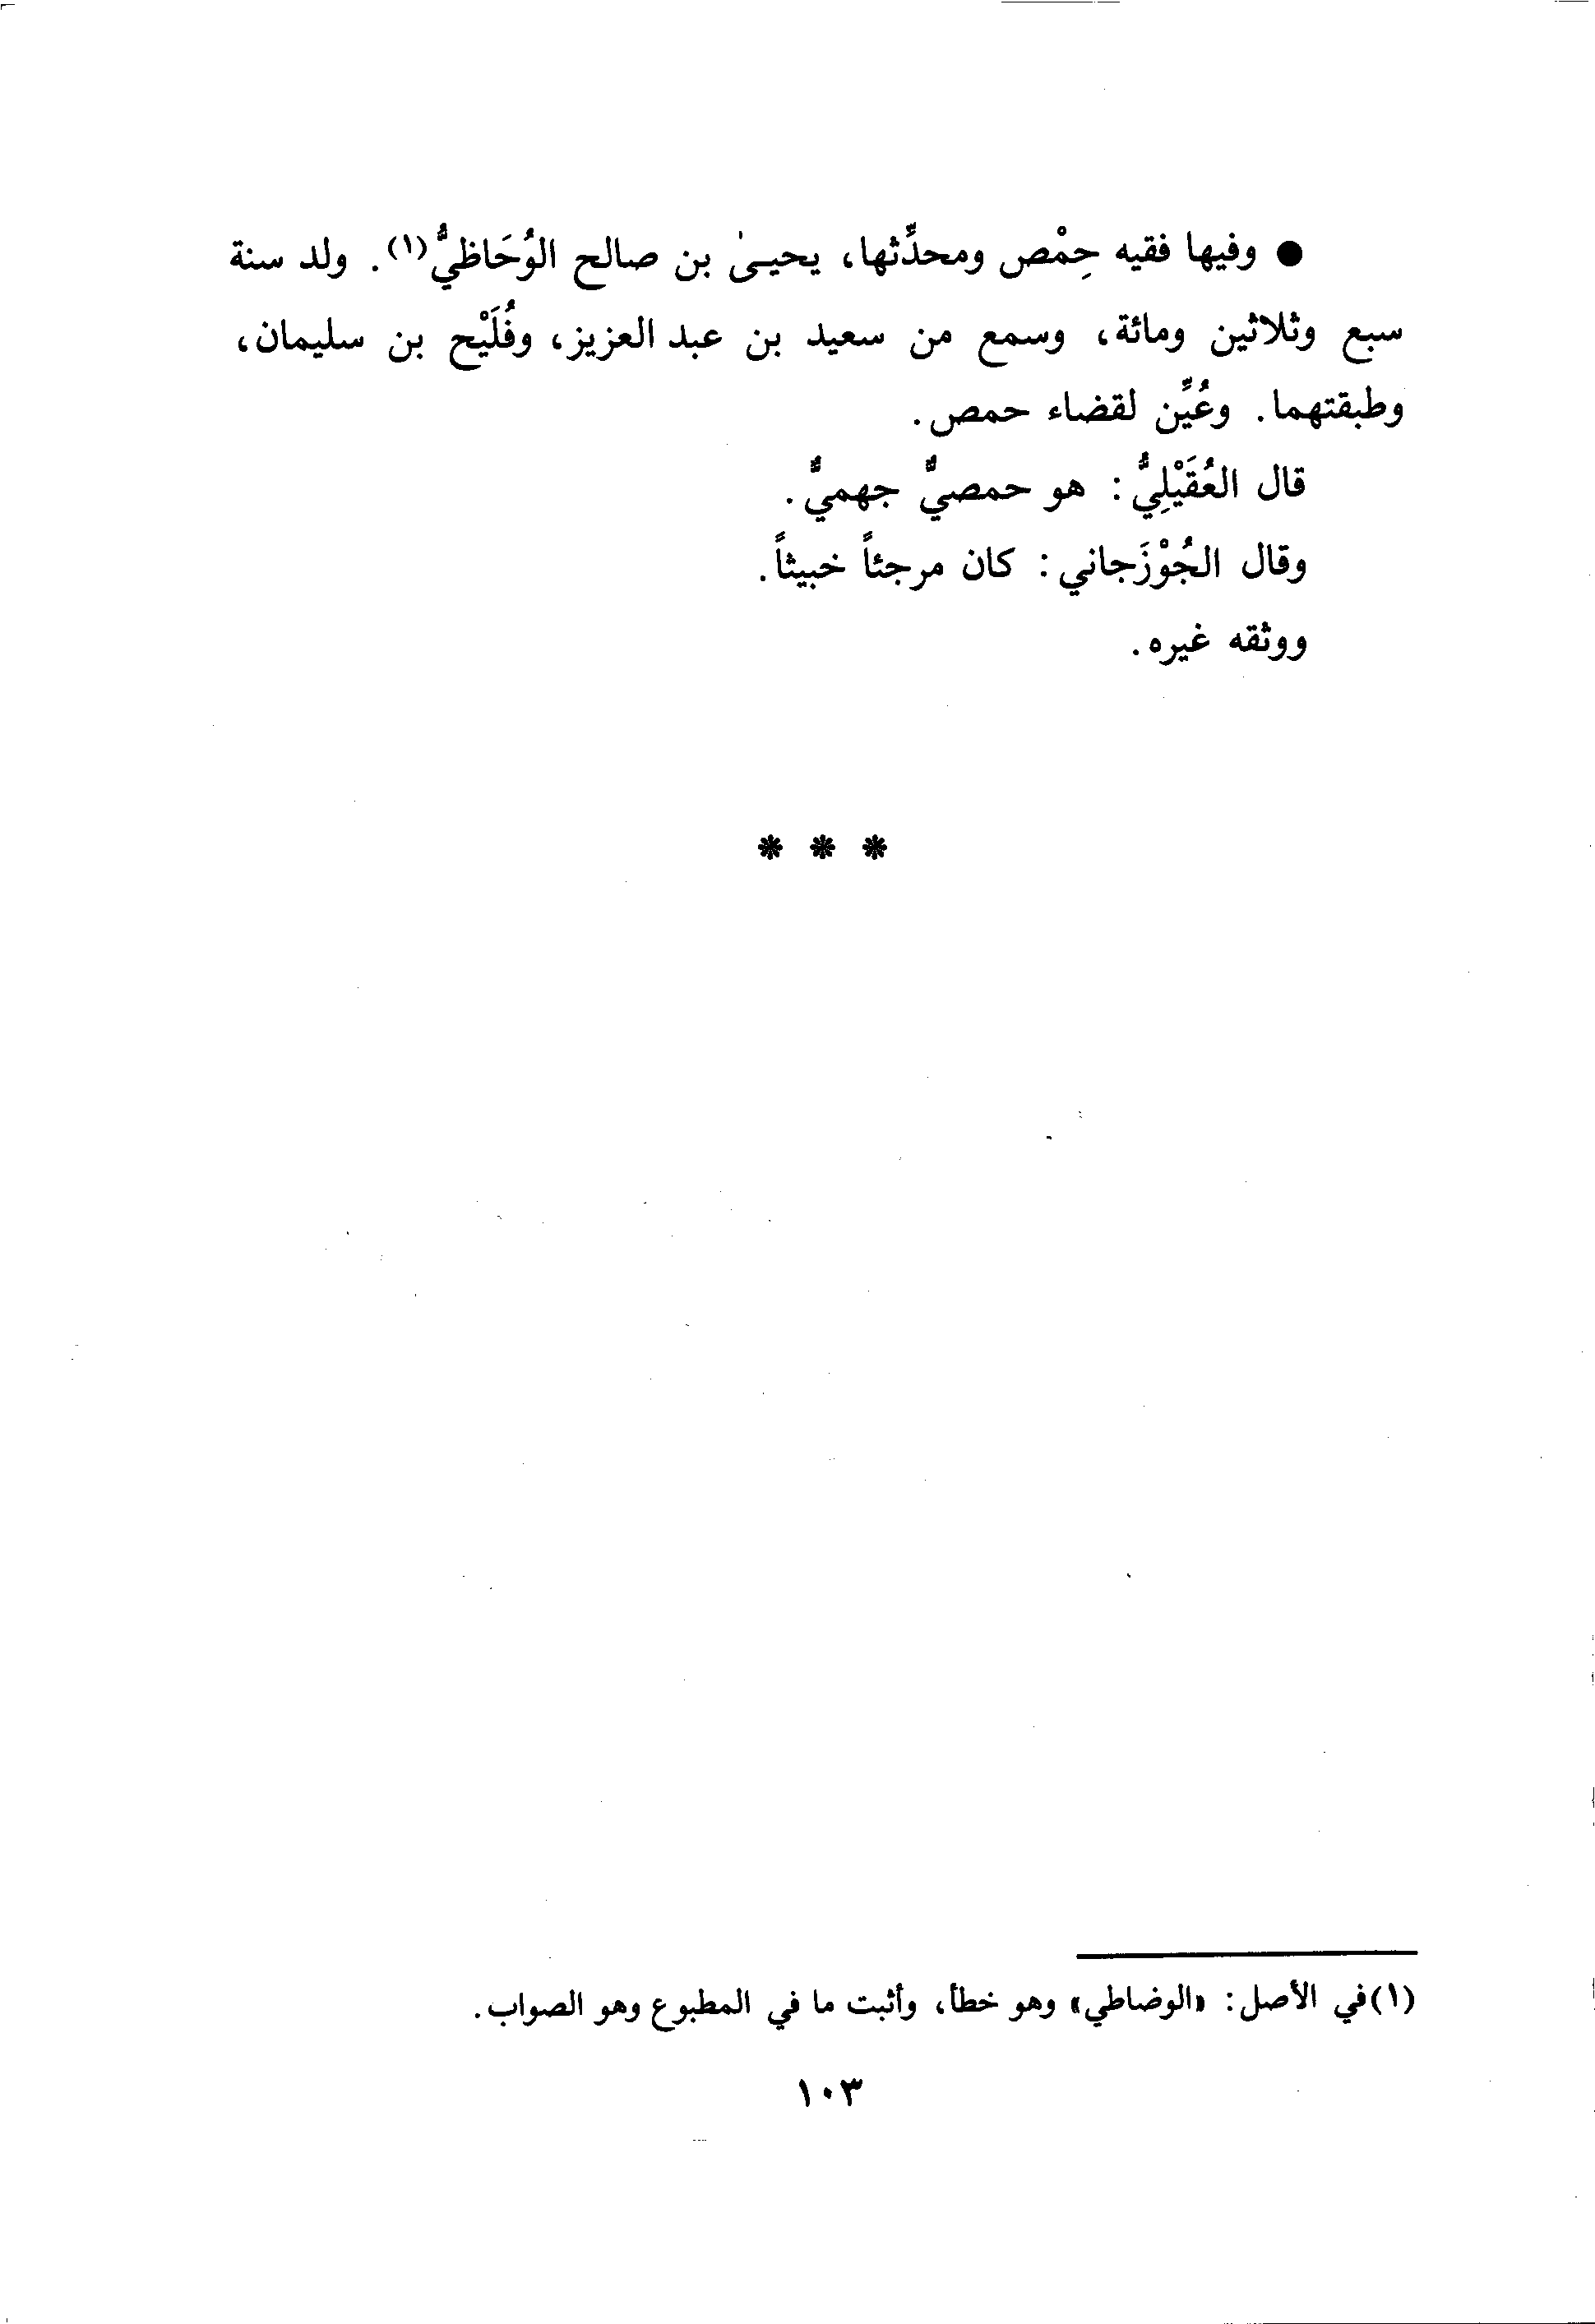 ● وفيها فقيه حِمْص ومحدِّثها، يحيىٰ بن صالح الوُحَاظيُّ(١). ولد سنة
سبع وثلاثين ومائة، وسمع من سعيد بن عبد العزيز، وفُلَيْح بن سليمان،
وطبقتهما. وعُيِّن لقضاء حمص.
قال العُقَيْلِيُّ: هو حمصيٌّ جهميٌّ.
وقال الجُوْزَجاني: كان مرجئاً خبيثاً.
ووثقه غيره.
* * *
(١) في الأصل: «الوضاطي» وهو خطأ، وأثبت ما في المطبوع وهو الصواب.
١٠٣